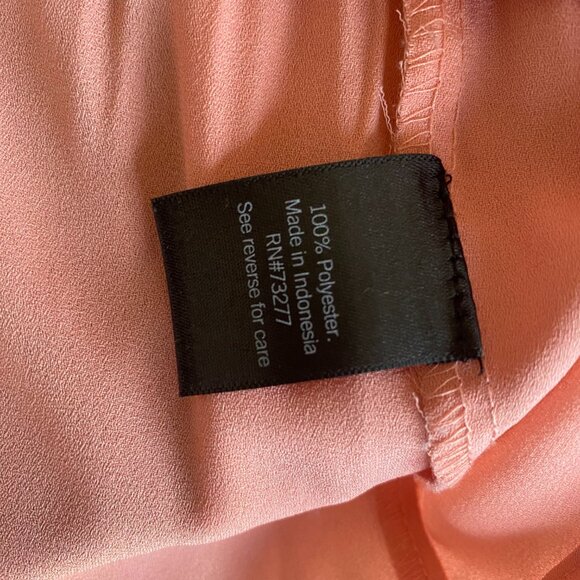 100% Polyester.
Made in Indonesia
RN#73277
See reverse for care